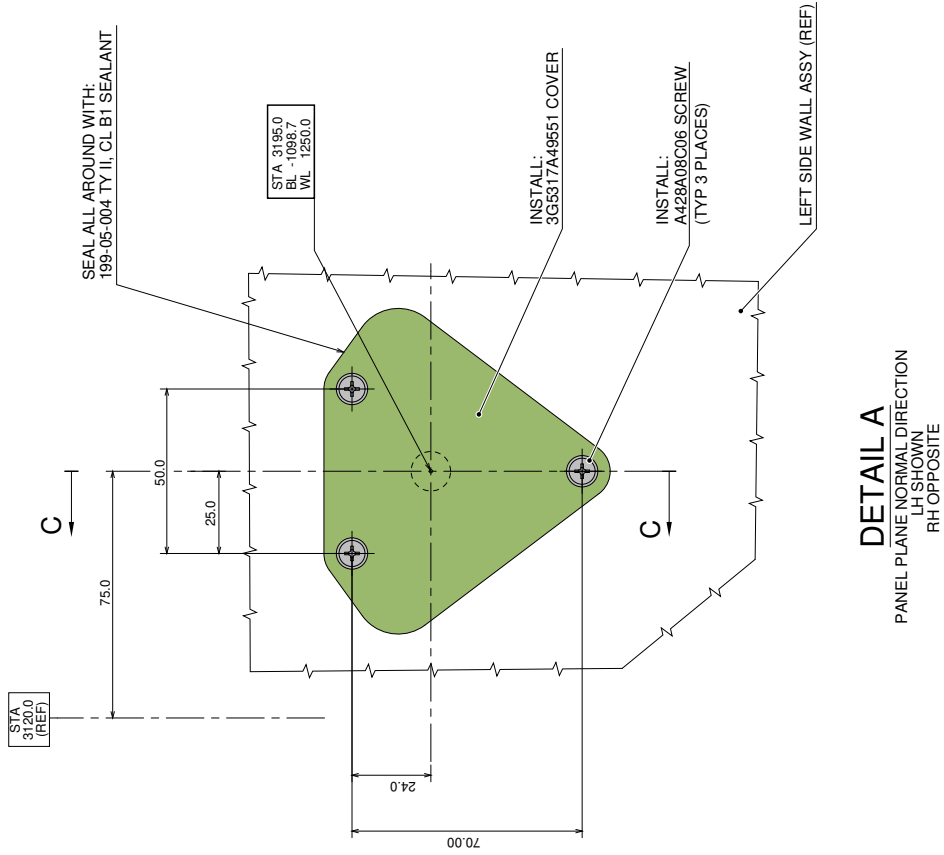 SEAL ALL AROUND WITH:
199-05-004 TY II, CL B1 SEALANT
STA 3195.0
BL -1098.7
WL 1250.0
INSTALL:
3G5317A49551 COVER
INSTALL:
A428A08C06 SCREW
(TYP 3 PLACES)
LEFT SIDE WALL ASSY (REF)
C
C
50.0
25.0
75.0
STA
3120.0
(REF)
24.0
70.00
DETAIL A
PANEL PLANE NORMAL DIRECTION
LH SHOWN
RH OPPOSITE